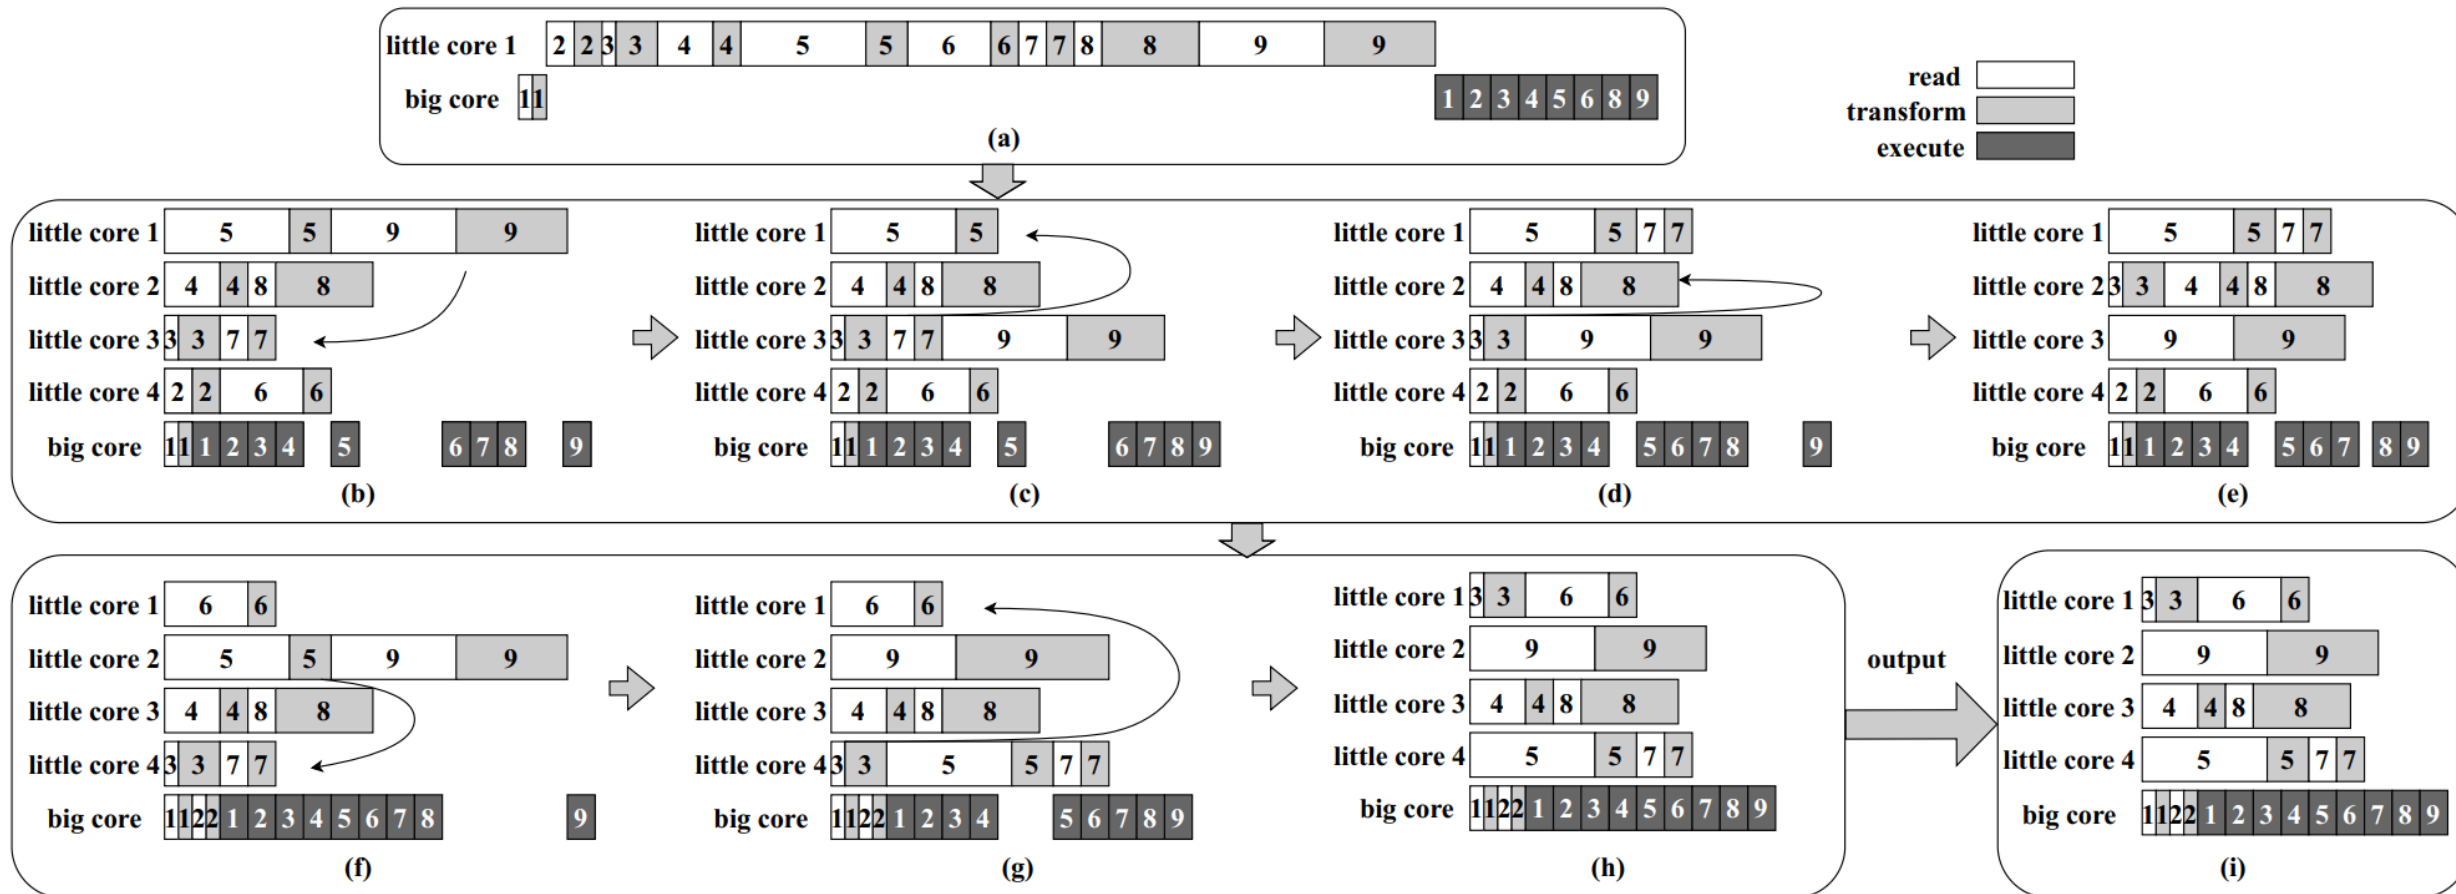 little core 1 2 2 3 3 4 4 5 5 6 6 7 7 8 8 9 9
big core 1 1 1 2 3 4 5 6 8 9
(a)
read
transform
execute
little core 1 5 5 9 9
little core 2 4 4 8 8
little core 3 3 3 7 7
little core 4 2 2 6 6
big core 1 1 1 2 3 4 5 6 7 8 9
(b)
little core 1 5 5
little core 2 4 4 8 8
little core 3 3 3 7 7 9 9
little core 4 2 2 6 6
big core 1 1 1 2 3 4 5 6 7 8 9
(c)
little core 1 5 5 7 7
little core 2 4 4 8 8
little core 3 3 3 9 9
little core 4 2 2 6 6
big core 1 1 1 2 3 4 5 6 7 8 9
(d)
little core 1 5 5 7 7
little core 2 3 3 4 4 8 8
little core 3 9 9
little core 4 2 2 6 6
big core 1 1 1 2 3 4 5 6 7 8 9
(e)
little core 1 6 6
little core 2 5 5 9 9
little core 3 4 4 8 8
little core 4 3 3 7 7
big core 1 1 2 2 1 2 3 4 5 6 7 8 9
(f)
little core 1 6 6
little core 2 9 9
little core 3 4 4 8 8
little core 4 3 3 5 5 7 7
big core 1 1 2 2 1 2 3 4 5 6 7 8 9
(g)
little core 1 3 3 6 6
little core 2 9 9
little core 3 4 4 8 8
little core 4 5 5 7 7
big core 1 1 2 2 1 2 3 4 5 6 7 8 9
(h)
output
little core 1 3 3 6 6
little core 2 9 9
little core 3 4 4 8 8
little core 4 5 5 7 7
big core 1 1 2 2 1 2 3 4 5 6 7 8 9
(i)